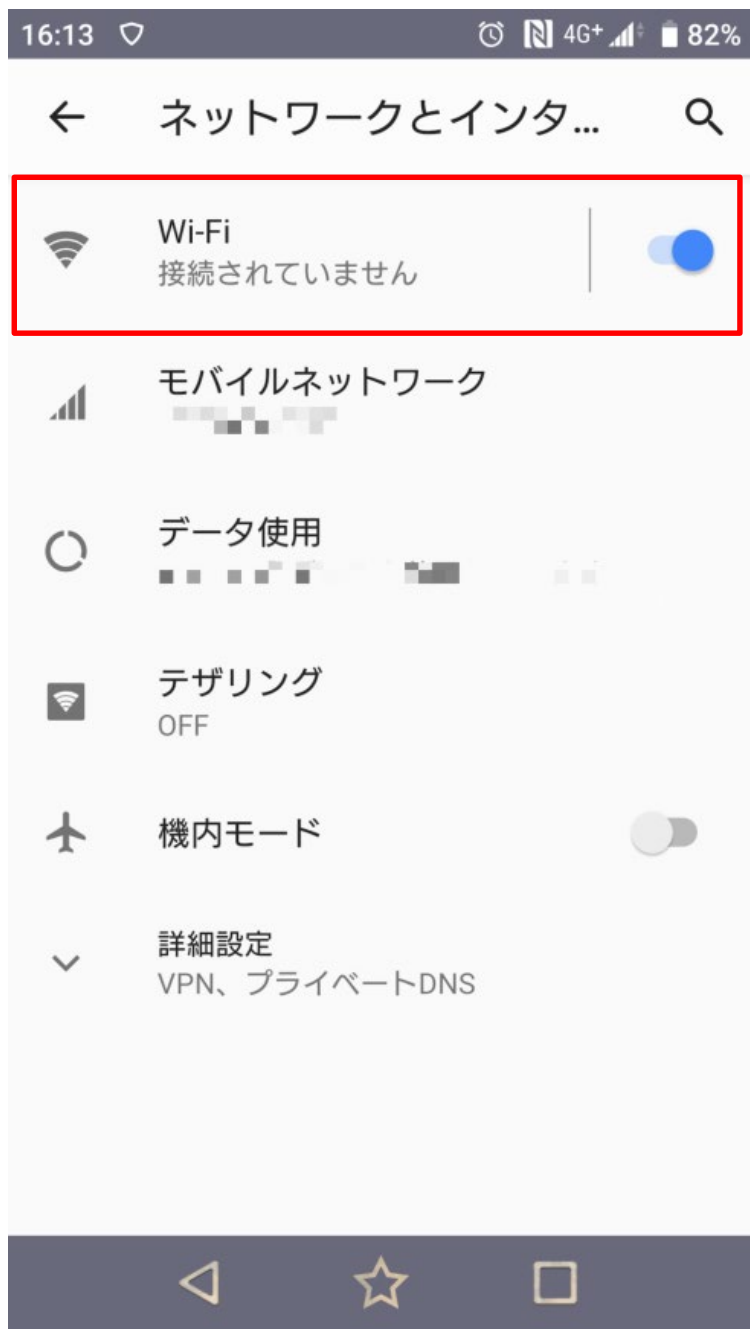 16:13 4G+ 82%
ネットワークとインタ...
Wi-Fi
接続されていません
モバイルネットワーク
データ使用
テザリング
OFF
機内モード
詳細設定
VPN、プライベートDNS